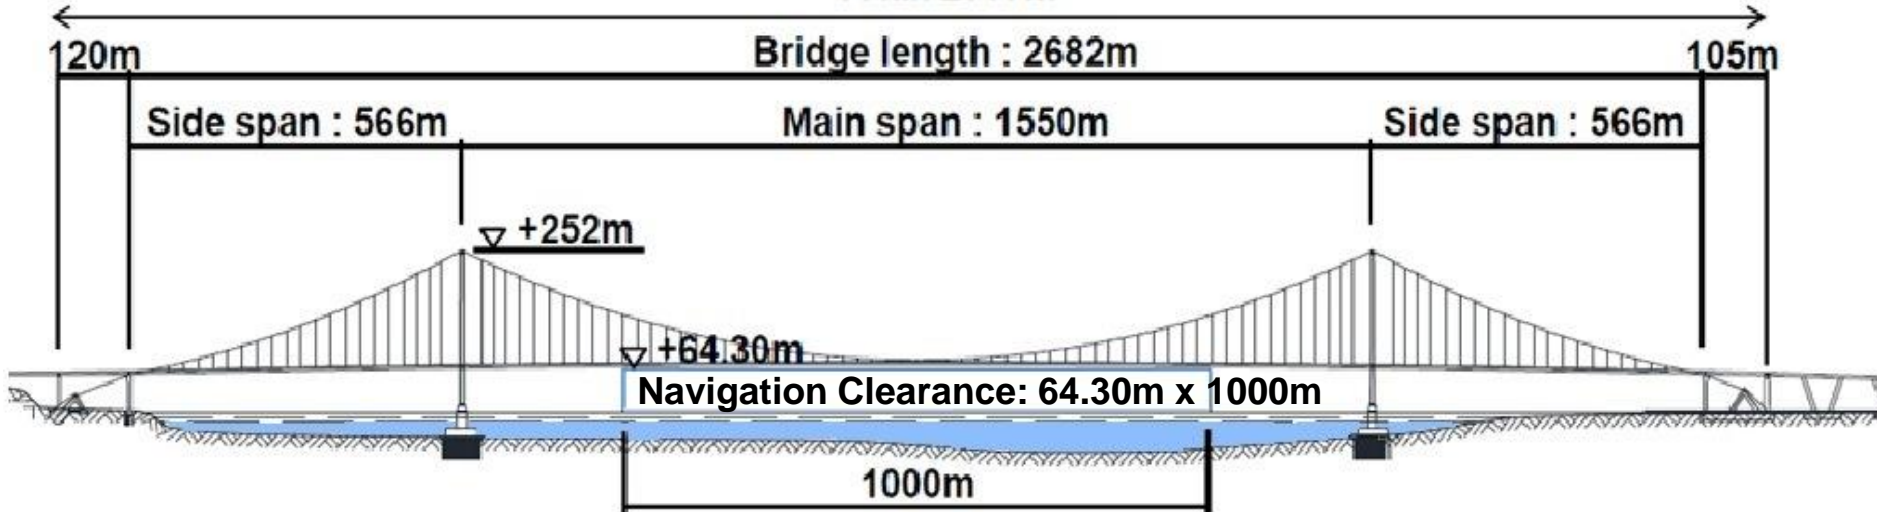 120m
Bridge length : 2682m
105m
Side span : 566m
Main span : 1550m
Side span : 566m
+252m
+64.30m
Navigation Clearance: 64.30m x 1000m
1000m